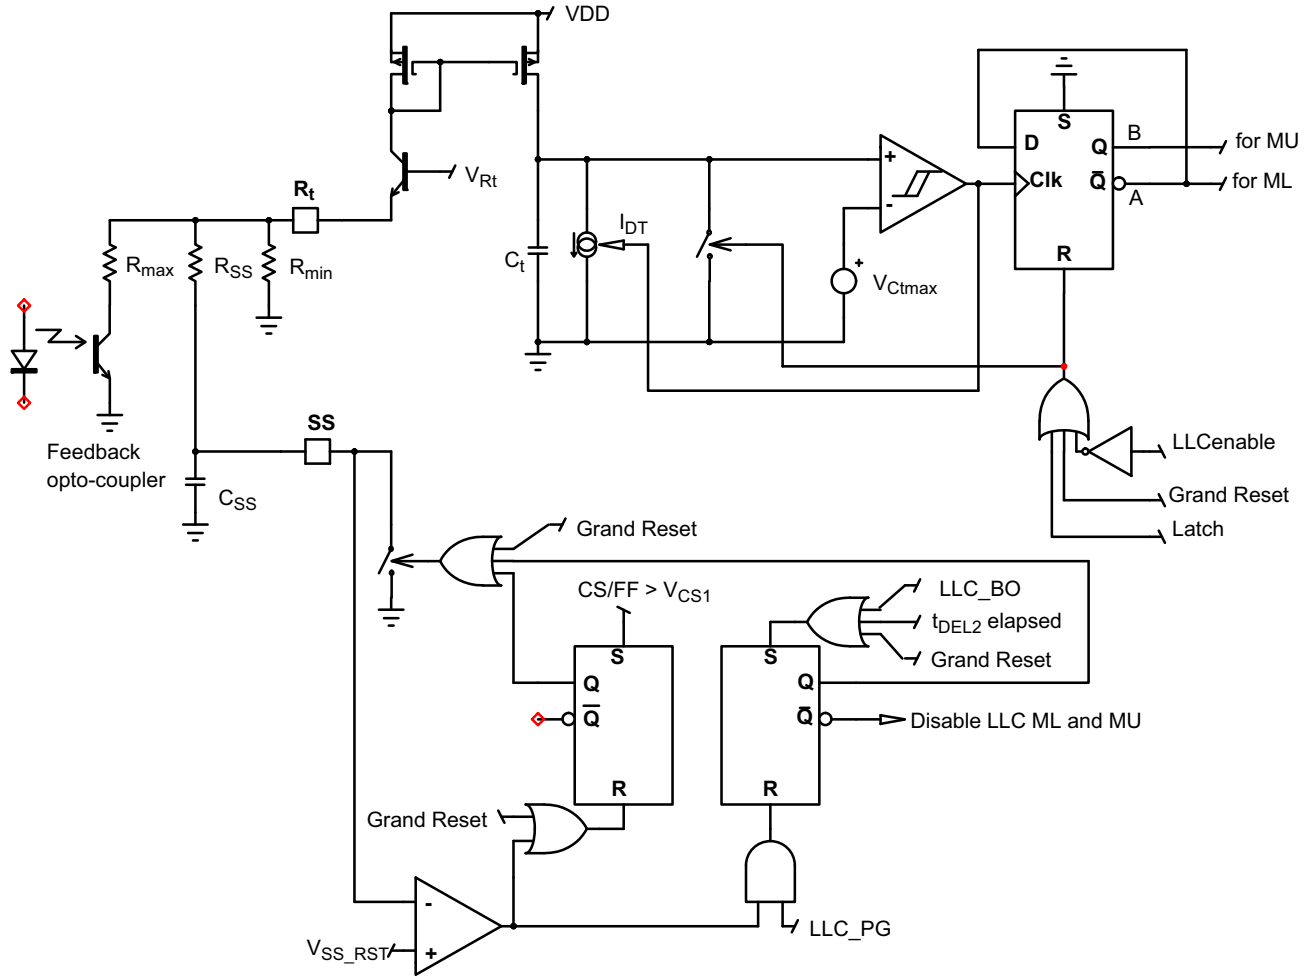 VDD
S
D
Q
B
for MU
Clk
Q
A
for ML
R
VRt
Rt
IDT
Ct
VCtmax
+
-
+
Rmax
RSS
Rmin
Feedback
opto-coupler
SS
CSS
LLCenable
Grand Reset
Latch
Grand Reset
CS/FF > VCS1
LLC_BO
tDEL2 elapsed
Grand Reset
S
Q
Q
R
S
Q
Q
R
Disable LLC ML and MU
Grand Reset
-
+
VSS_RST
LLC_PG